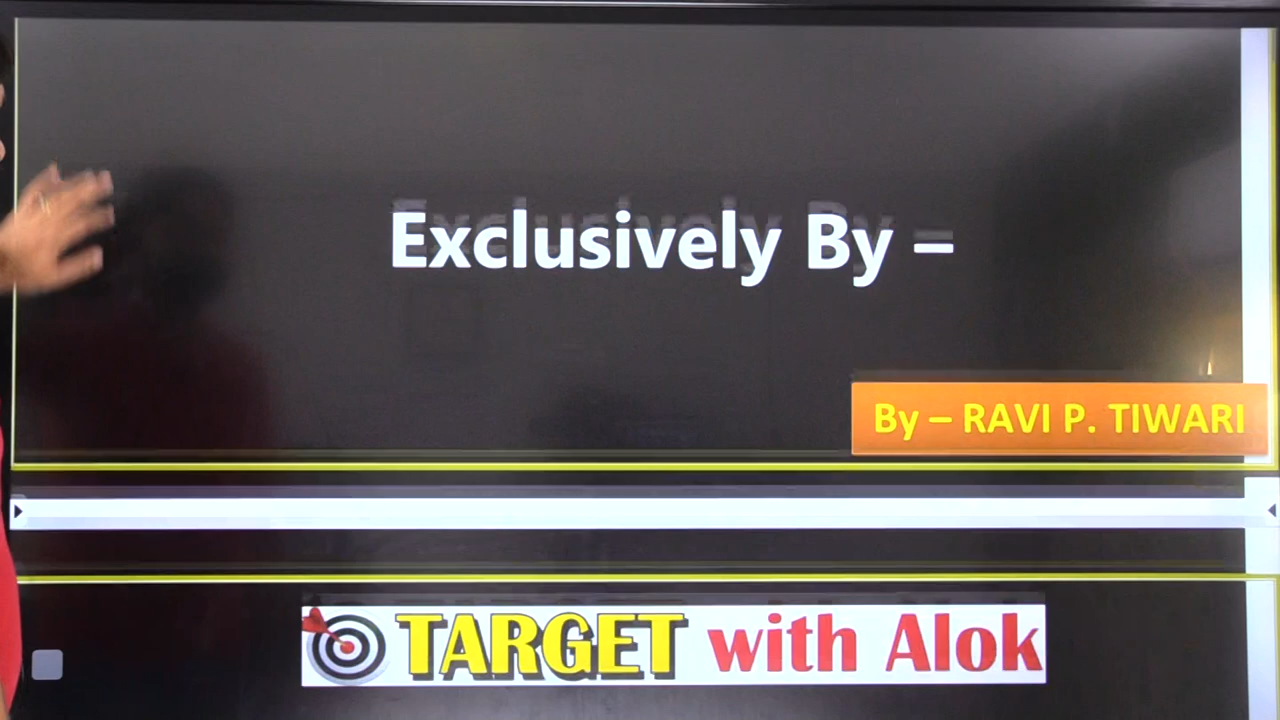 Exclusively By –
By – RAVI P. TIWARI
TARGET with Alok